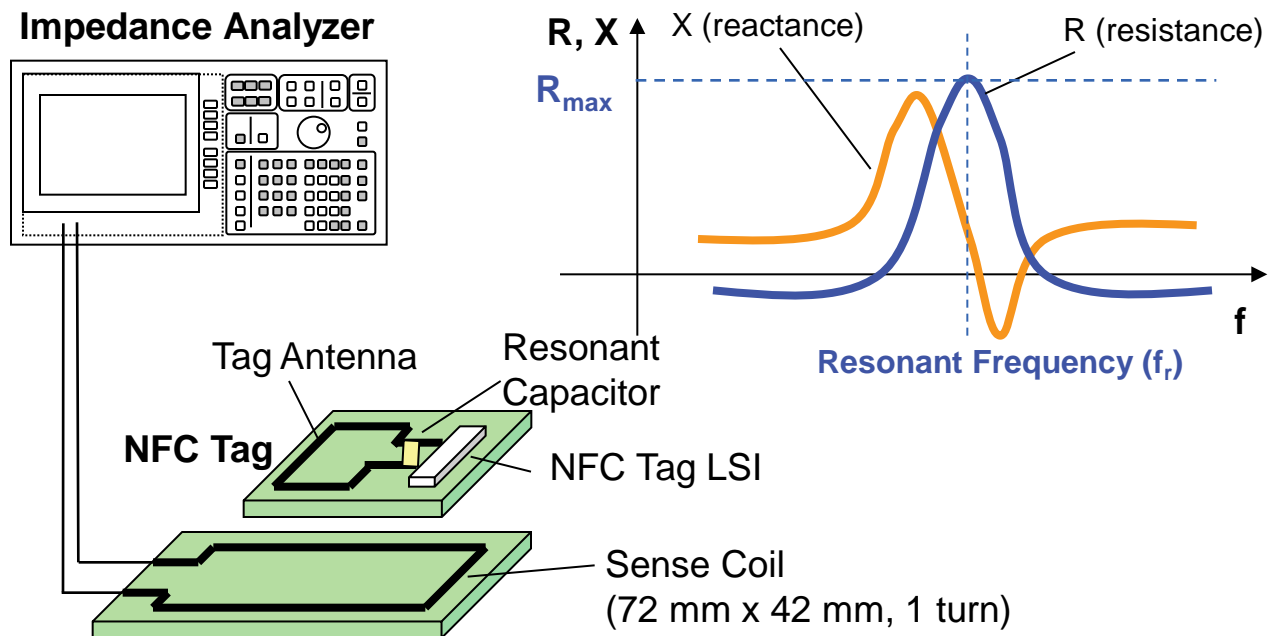 Impedance Analyzer
R, X
X (reactance)
R (resistance)
Rmax
f
Resonant Frequency (fr)
Tag Antenna
Resonant
Capacitor
NFC Tag
NFC Tag LSI
Sense Coil
(72 mm x 42 mm, 1 turn)